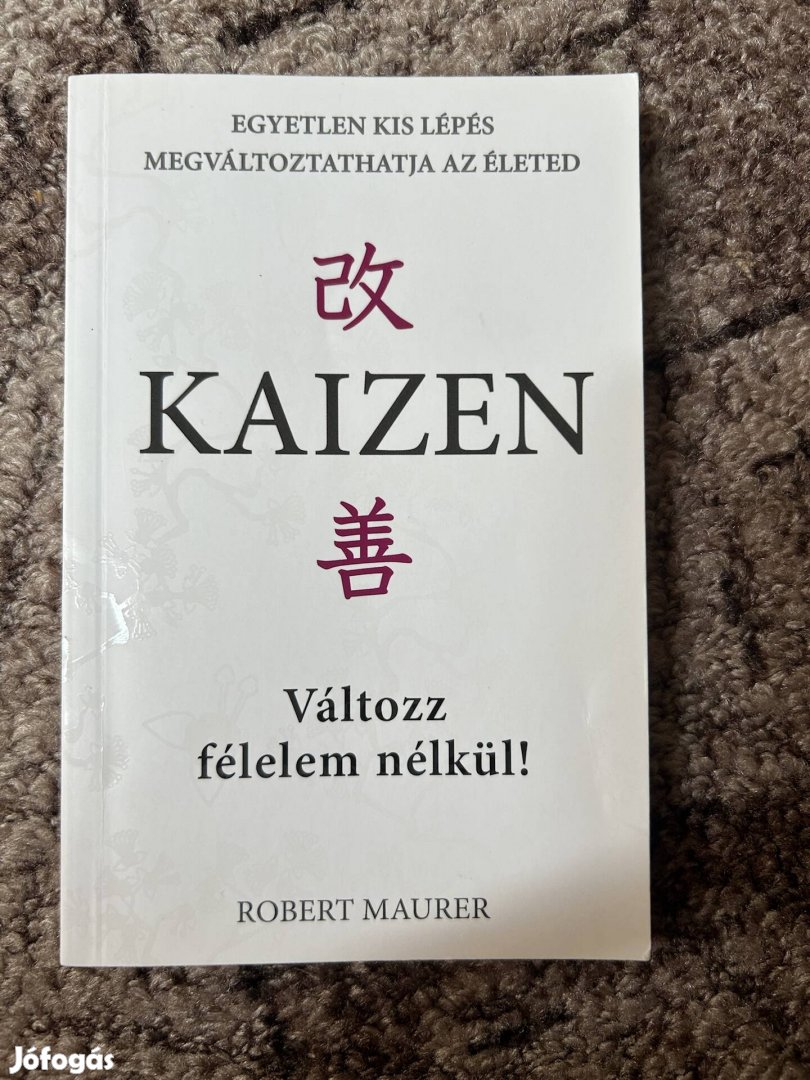 EGYETLEN KIS LÉPÉS
MEGVÁLTOZTATHATJA AZ ÉLETED
改
KAIZEN
善
Változz
félelem nélkül!
ROBERT MAURER
Jófogás